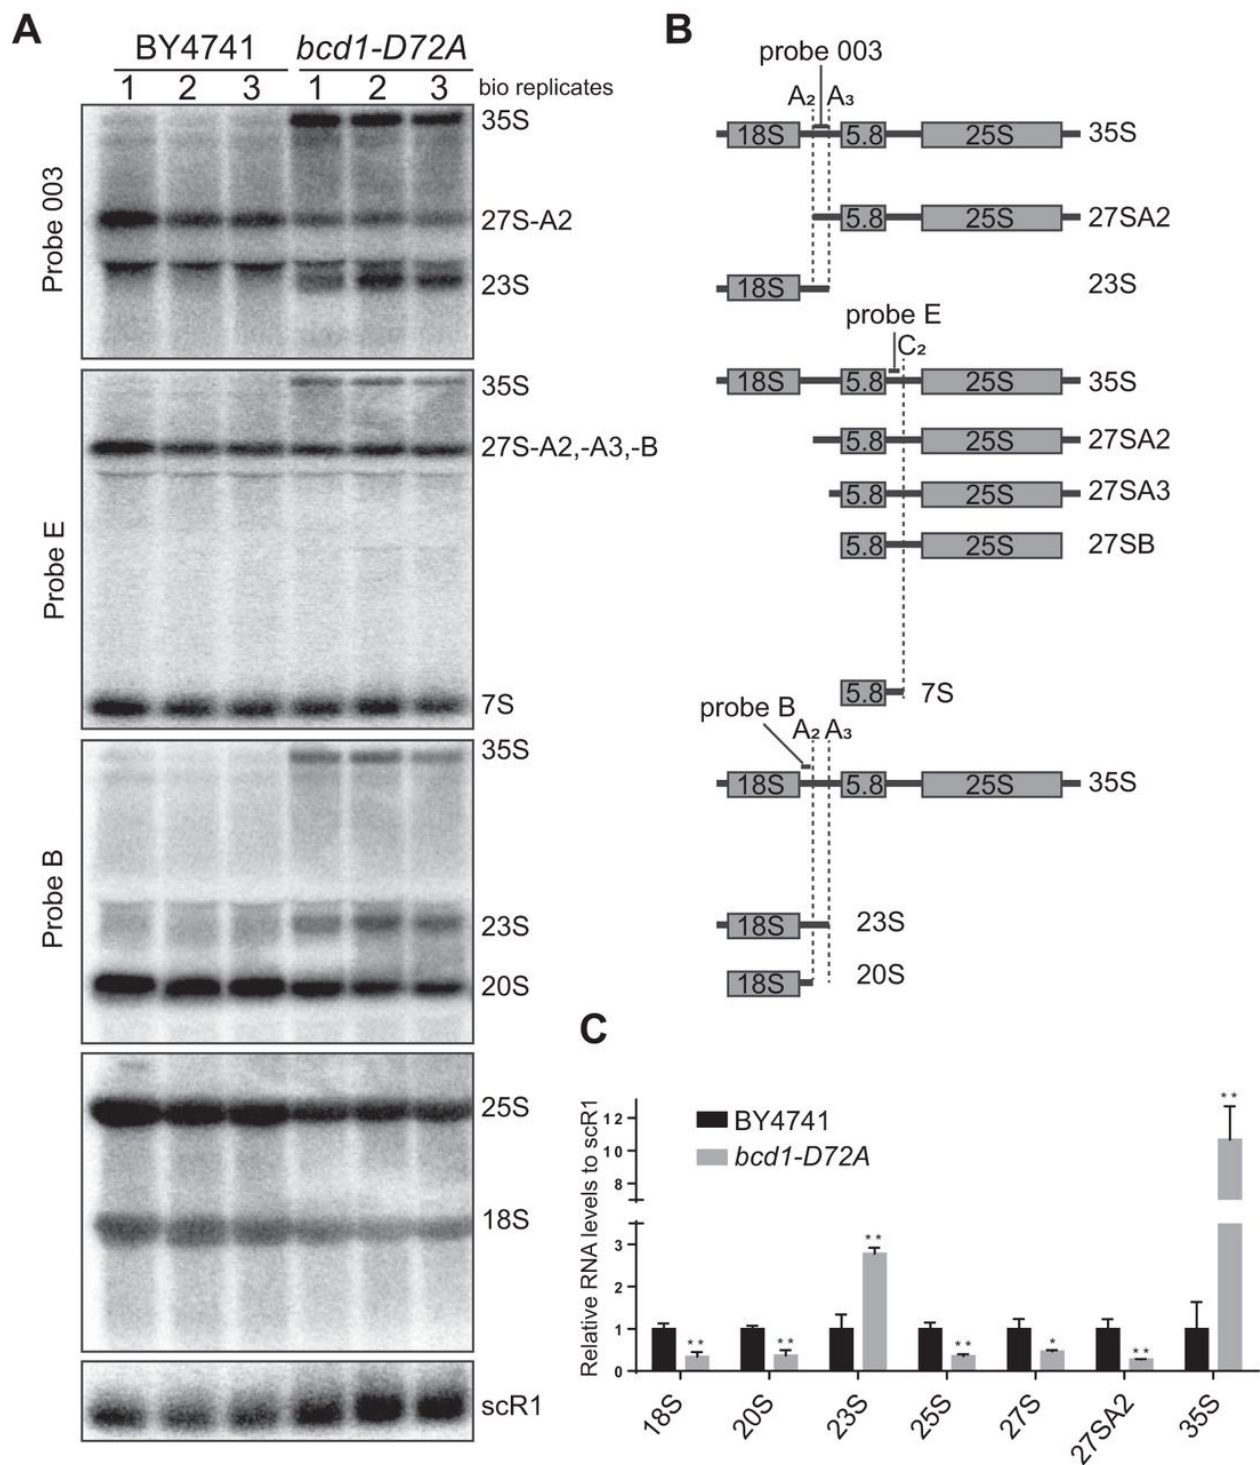 A
BY4741 bcd1-D72A
1 2 3 1 2 3 bio replicates
Probe 003
35S
27S-A2
23S
Probe E
35S
27S-A2,-A3,-B
7S
Probe B
35S
23S
20S
25S
18S
scR1
B
probe 003
A₂ A₃
18S 5.8 25S 35S
5.8 25S 27SA2
18S 23S
probe E
C₂
18S 5.8 25S 35S
5.8 25S 27SA2
5.8 25S 27SA3
5.8 25S 27SB
5.8 7S
probe B
A₂ A₃
18S 5.8 25S 35S
18S 23S
18S 20S
C
Relative RNA levels to scR1
BY4741
bcd1-D72A
12
10
8
3
2
1
0
** ** ** ** * ** **
18S 20S 23S 25S 27S 27SA2 35S